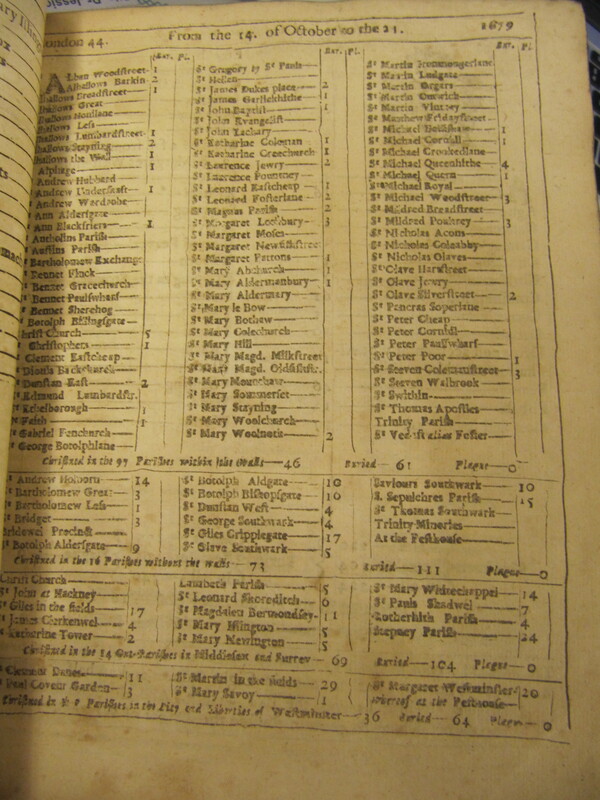 London 44.
From the 14. of October to the 21.
1679
Bur. Pl.
Alban Woodstreet 1
Alhallows Barkin 2
Alhallows Breadstreet 1
Alhallows Great
Alhallows Honilane
Alhallows Less
Alhallows Lumbardstreet 1
Alhallows Stayning 2
Alhallows the Wall 1
Alphage 1
Andrew Hubbard
Andrew Undershaft 1
Andrew Wardrobe
Ann Aldersgate
Ann Blackfriers 1
Antholins Parish
Austins Parish
Bartholomew Exchange
Bennet Finck
Bennet Gracechurch
Bennet Paulswharf
Bennet Sherehog
Botolph Billingsgate
Christ Church 5
Christophers 1
Clement Eastcheap
Dionis Backchurch
Dunstan East 2
Edmund Lumbardstr.
Ethelborough 1
Faith 1
Gabriel Fenchurch
George Botolphlane
Bur. Pl.
St Gregory by St Pauls
St Hellen
St James Dukes place 2
St James Garlickhithe 1
St John Baptist 1
St John Evangelist
St John Zachary
St Katharine Coleman 1
St Katharine Creechurch 1
St Lawrence Jewry 2
St Lawrence Pountney
St Leonard Eastcheap 1
St Leonard Fosterlane 2
St Magnus Parish 2
St Margaret Lothbury 3
St Margaret Moses
St Margaret Newfishstreet
St Margaret Pattons 1
St Mary Abchurch 1
St Mary Aldermanbury 1
St Mary Aldermary
St Mary le Bow
St Mary Bothaw
St Mary Colechurch
St Mary Hill
St Mary Magd. Milkstreet
St Mary Magd. Oldfishstr.
St Mary Mounthaw
St Mary Sommerset
St Mary Stayning
St Mary Woolchurch
St Mary Woolnoth 2
Bur. Pl.
St Martin Ironmongerlane
St Martin Ludgate
St Martin Orgars
St Martin Outwich
St Martin Vintrey
St Matthew Fridaystreet
St Michael Bassishaw 1
St Michael Cornhill 1
St Michael Crookedlane
St Michael Queenhithe 4
St Michael Quern 1
St Michael Royal
St Michael Woodstreet 3
St Mildred Breadstreet
St Mildred Poultrey 3
St Nicholas Acons
St Nicholas Coleabby
St Nicholas Olaves
St Olave Hartstreet
St Olave Jewry
St Olave Silverstreet 2
St Pancras Soperlane
St Peter Cheap
St Peter Cornhil
St Peter Paulswharf
St Peter Poor 1
St Steven Colemanstreet 3
St Steven Walbrook
St Swithin
St Thomas Apostles
Trinity Parish
St Vedast alias Foster
Christned in the 97 Parishes within the Walls 46 Buried 61 Plague 0
St Andrew Holborn 14
Bartholomew Great 3
Bartholomew Less 1
Bridget 3
Bridewel Precinct
St Botolph Aldersgate 9
St Botolph Aldgate 10
St Botolph Bishopsgate 10
St Dunstan West 4
St George Southwark 4
St Giles Cripplegate 17
St Olave Southwark 5
Saviours Southwark 10
S. Sepulchres Parish 15
St Thomas Southwark
Trinity Minories
At the Pesthouse
Christned in the 16 Parishes without the Walls 73 Buried 111 Plague 0
Christ Church
St John at Hackney
St Giles in the fields 17
St James Clerkenwel 4
St Katherine Tower 2
Lambeth Parish 5
St Leonard Shoreditch 6
St Magdalen Bermondsey 11
St Mary Islington 5
St Mary Newington 5
St Mary Whitechappel 14
St Pauls Shadwel 7
Rotherhith Parish 4
Stepney Parish 24
Christned in the 14 Out-Parishes in Middlesex and Surrey 69 Buried 104 Plague 0
Clement Danes 11
Paul Covent Garden 3
St Martin in the fields 29
St Mary Savoy 1
St Margaret Westminster 20
whereof at the Pesthouse
Christned in the Parishes in the City and Liberties of Westminster 36 Buried 64 Plague 0